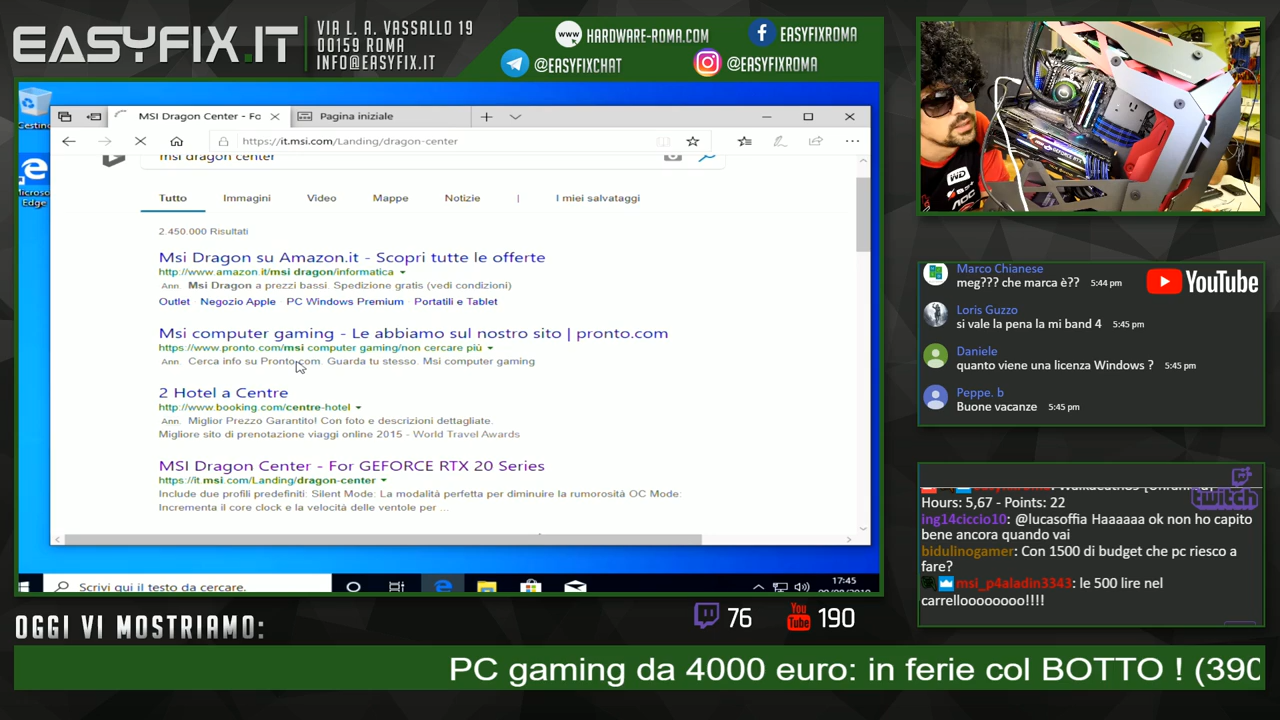 EASYFIX.IT
VIA L. A. VASSALLO 19
00159 ROMA
INFO@EASYFIX.IT
WWW
HARDWARE-ROMA.COM
EASYFIXROMA
@EASYFIXCHAT
@EASYFIXROMA
Cestino
Edge
MSI Dragon Center - Fo
Pagina iniziale
https://it.msi.com/Landing/dragon-center
msi dragon center
Tutto
Immagini
Video
Mappe
Notizie
|
I miei salvataggi
2.450.000 Risultati
Msi Dragon su Amazon.it - Scopri tutte le offerte
http://www.amazon.it/msi dragon/informatica
Ann. Msi Dragon a prezzi bassi. Spedizione gratis (vedi condizioni)
Outlet · Negozio Apple · PC Windows Premium · Portatili e Tablet
Msi computer gaming - Le abbiamo sul nostro sito | pronto.com
https://www.pronto.com/msi computer gaming/non cercare più
Ann. Cerca info su Pronto.com. Guarda tu stesso. Msi computer gaming
2 Hotel a Centre
http://www.booking.com/centre-hotel
Ann. Miglior Prezzo Garantito! Con foto e descrizioni dettagliate.
Migliore sito di prenotazione viaggi online 2015 - World Travel Awards
MSI Dragon Center - For GEFORCE RTX 20 Series
https://it.msi.com/Landing/dragon-center
Include due profili predefiniti: Silent Mode: La modalità perfetta per diminuire la rumorosità OC Mode:
Incrementa il core clock e la velocità delle ventole per ...
Scrivi qui il testo da cercare.
17:45
GEFORCE RTX
WD
AOC
Marco Chianese
meg??? che marca è?? 5:44 pm
YouTube
Loris Guzzo
si vale la pena la mi band 4 5:45 pm
Daniele
quanto viene una licenza Windows ? 5:45 pm
Peppe. b
Buone vacanze 5:45 pm
twitch
Hours: 5,67 - Points: 22
ing14ciccio10: @lucasoffia Haaaaaa ok non ho capito
bene ancora quando vai
bidulinogamer: Con 1500 di budget che pc riesco a
fare?
msi_p4aladin3343: le 500 lire nel
carrellooooooo!!!!
OGGI VI MOSTRIAMO:
76
You
Tube
190
PC gaming da 4000 euro: in ferie col BOTTO ! (390